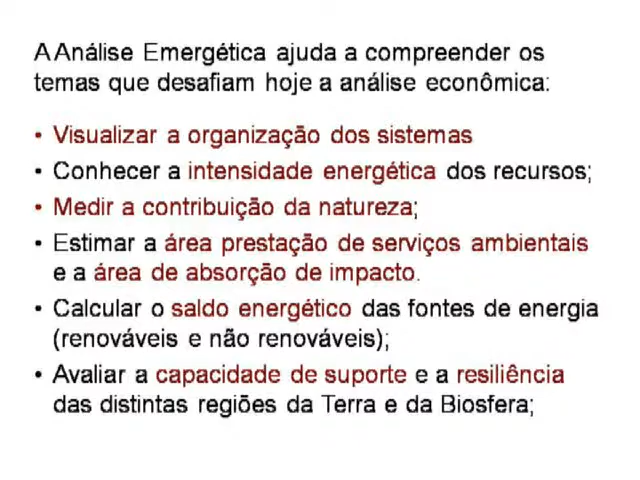 A Análise Emergética ajuda a compreender os
temas que desafiam hoje a análise econômica:
• Visualizar a organização dos sistemas
• Conhecer a intensidade energética dos recursos;
• Medir a contribuição da natureza;
• Estimar a área prestação de serviços ambientais
e a área de absorção de impacto.
• Calcular o saldo energético das fontes de energia
(renováveis e não renováveis);
• Avaliar a capacidade de suporte e a resiliência
das distintas regiões da Terra e da Biosfera;